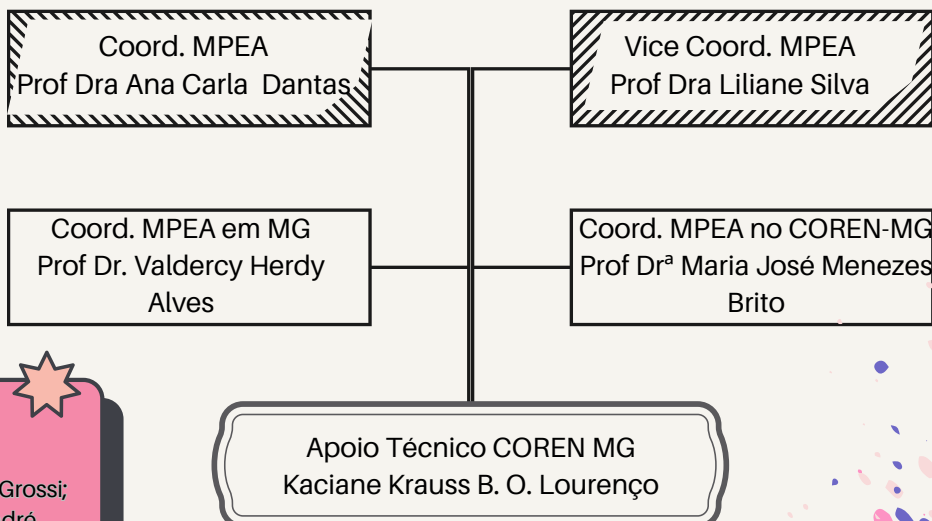 Coord. MPEA
Prof Dra Ana Carla Dantas
Vice Coord. MPEA
Prof Dra Liliane Silva
Coord. MPEA em MG
Prof Dr. Valdercy Herdy
Alves
Coord. MPEA no COREN-MG
Prof Drª Maria José Menezes
Brito
Apoio Técnico COREN MG
Kaciane Krauss B. O. Lourenço
Grossi;